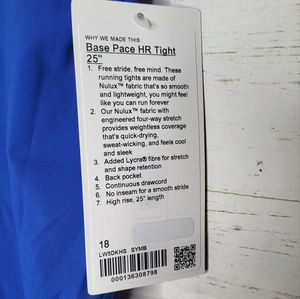 WHY WE MADE THIS
Base Pace HR Tight
25"
1. Free stride, free mind. These
running tights are made of
Nulux™ fabric that's so smooth
and lightweight, you might feel
like you can run forever
2. Our Nulux™ fabric with
engineered four-way stretch
provides weightless coverage
that's quick-drying,
sweat-wicking, and feels cool
and sleek
3. Added Lycra® fibre for stretch
and shape retention
4. Back pocket
5. Continuous drawcord
6. No inseam for a smooth stride
7. High rise, 25" length
18
LW5DKHS SYMB
000136308798